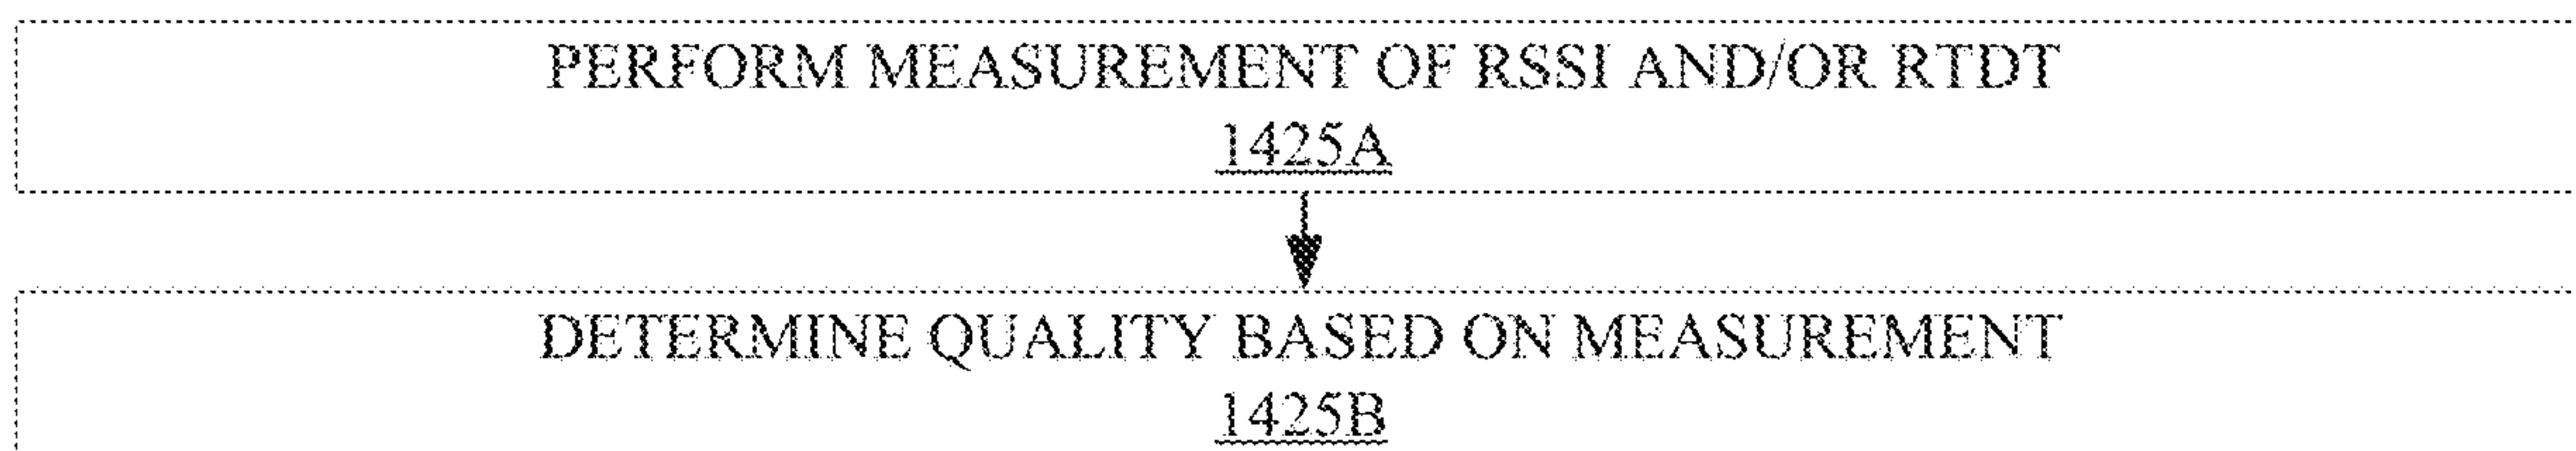 PERFORM MEASUREMENT OF RSSI AND/OR RTDT
1425A
DETERMINE QUALITY BASED ON MEASUREMENT
1425B